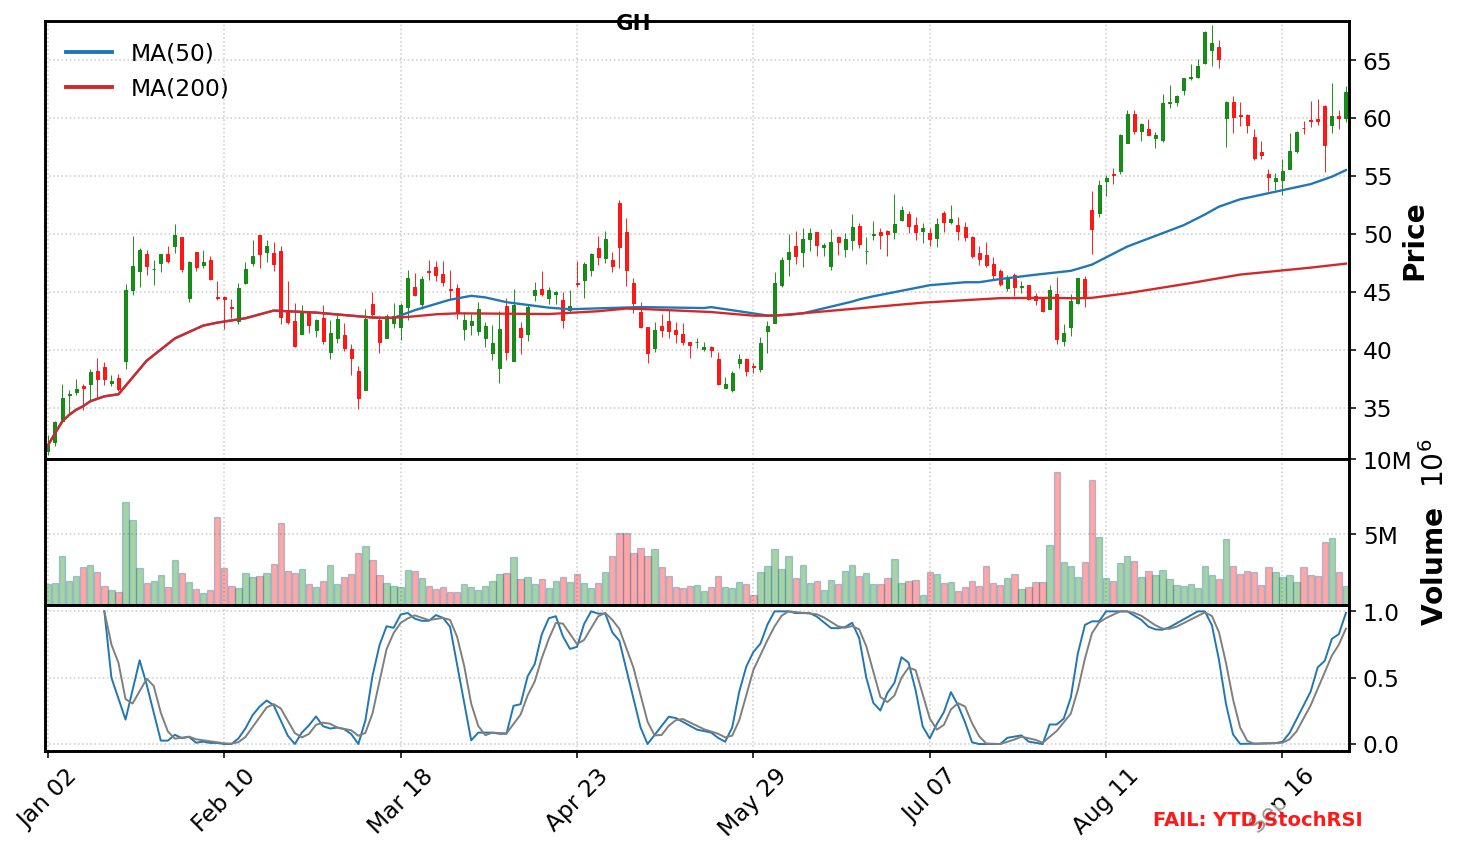 GH
MA(50)
MA(200)
65
60
55
50
45
40
35
Price
10M
5M
Volume 10^6
1.0
0.5
0.0
Jan 02
Feb 10
Mar 18
Apr 23
May 29
Jul 07
Aug 11
Sep 16
FAIL: YTD,StochRSI